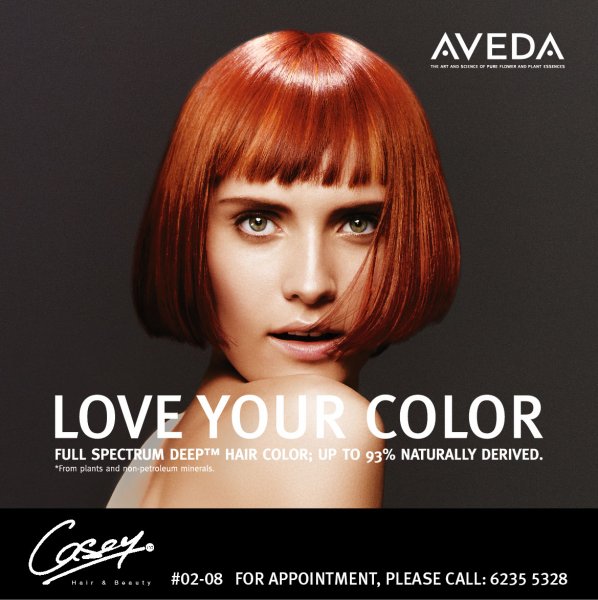 AVEDA
THE ART AND SCIENCE OF PURE FLOWER AND PLANT ESSENCES
LOVE YOUR COLOR
FULL SPECTRUM DEEP™ HAIR COLOR; UP TO 93% NATURALLY DERIVED.
*From plants and non-petroleum minerals.
Casey
Hair & Beauty
#02-08 FOR APPOINTMENT, PLEASE CALL: 6235 5328